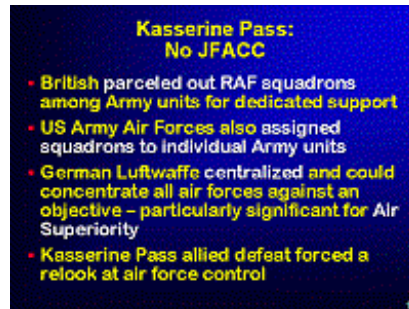 Kasserine Pass:
No JFACC
• British parceled out RAF squadrons
among Army units for dedicated support
• US Army Air Forces also assigned
squadrons to individual Army units
• German Luftwaffe centralized and could
concentrate all air forces against an
objective – particularly significant for Air
Superiority
• Kasserine Pass allied defeat forced a
relook at air force control